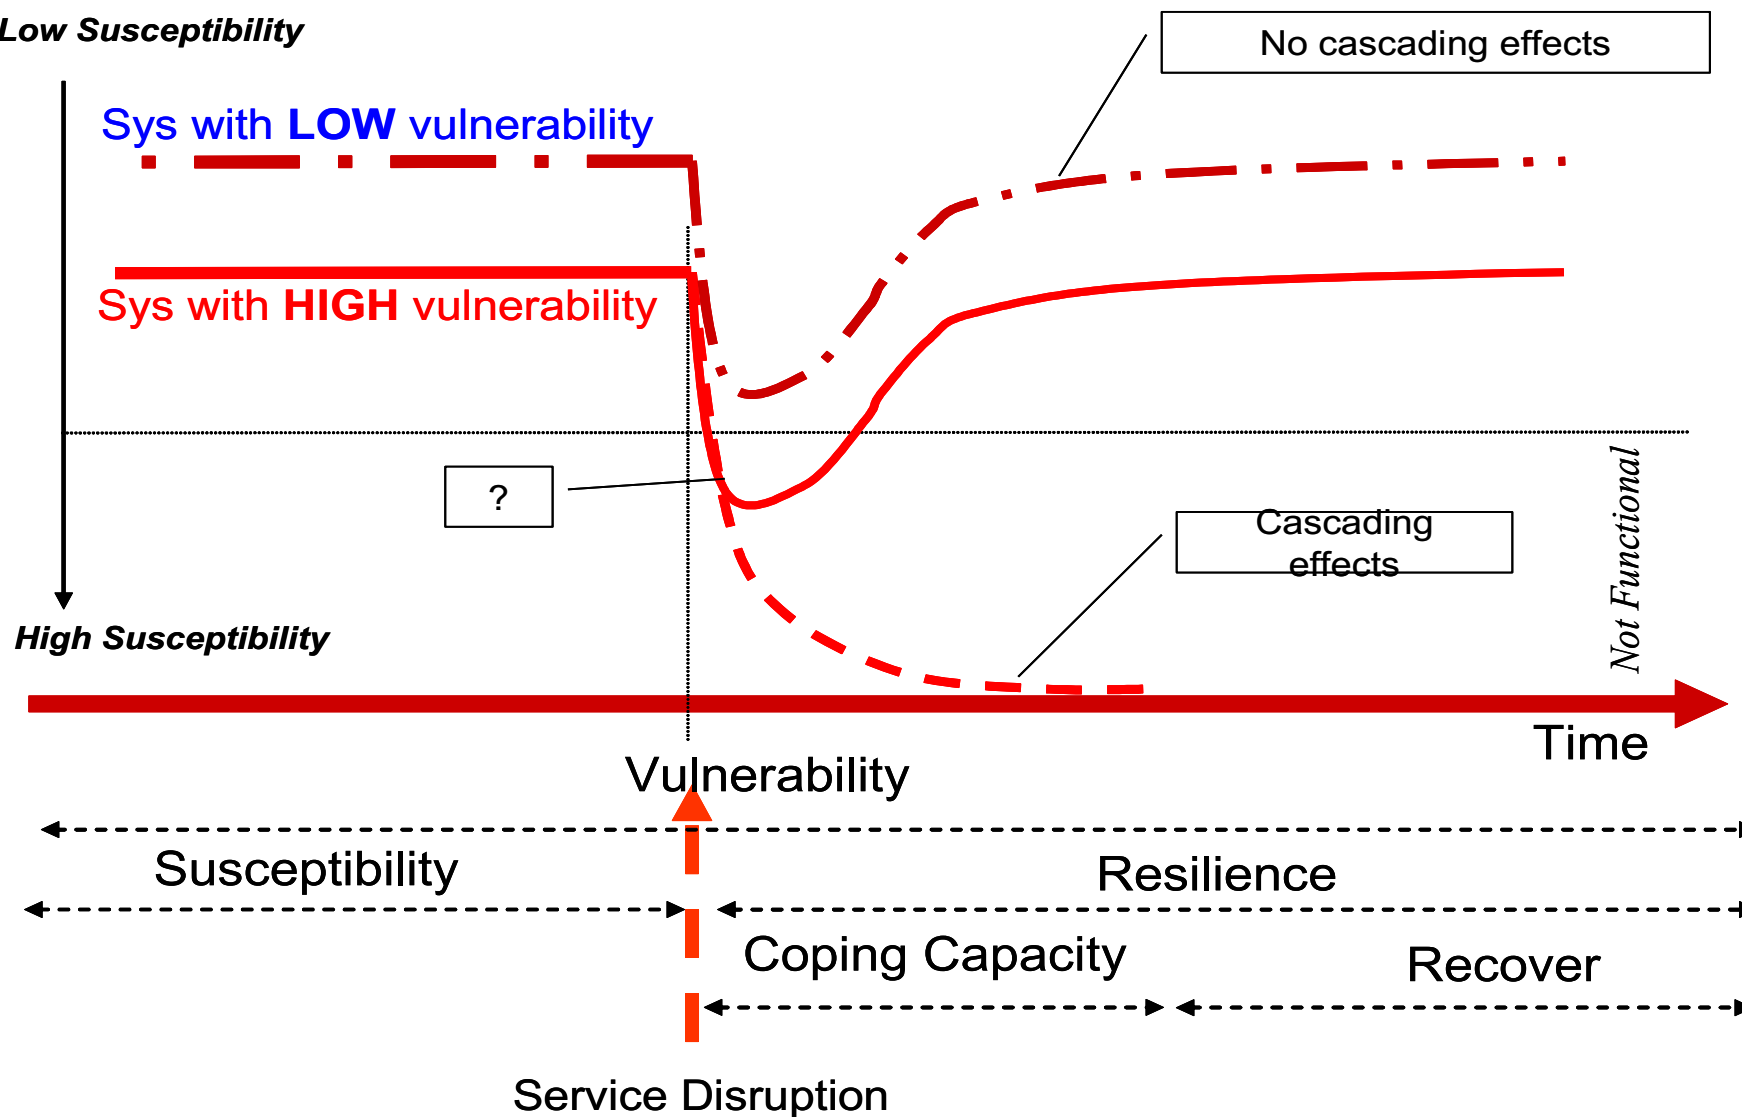 Low Susceptibility
No cascading effects
Sys with LOW vulnerability
Sys with HIGH vulnerability
?
Cascading
effects
Not Functional
High Susceptibility
Time
Vulnerability
Susceptibility
Resilience
Coping Capacity
Recover
Service Disruption